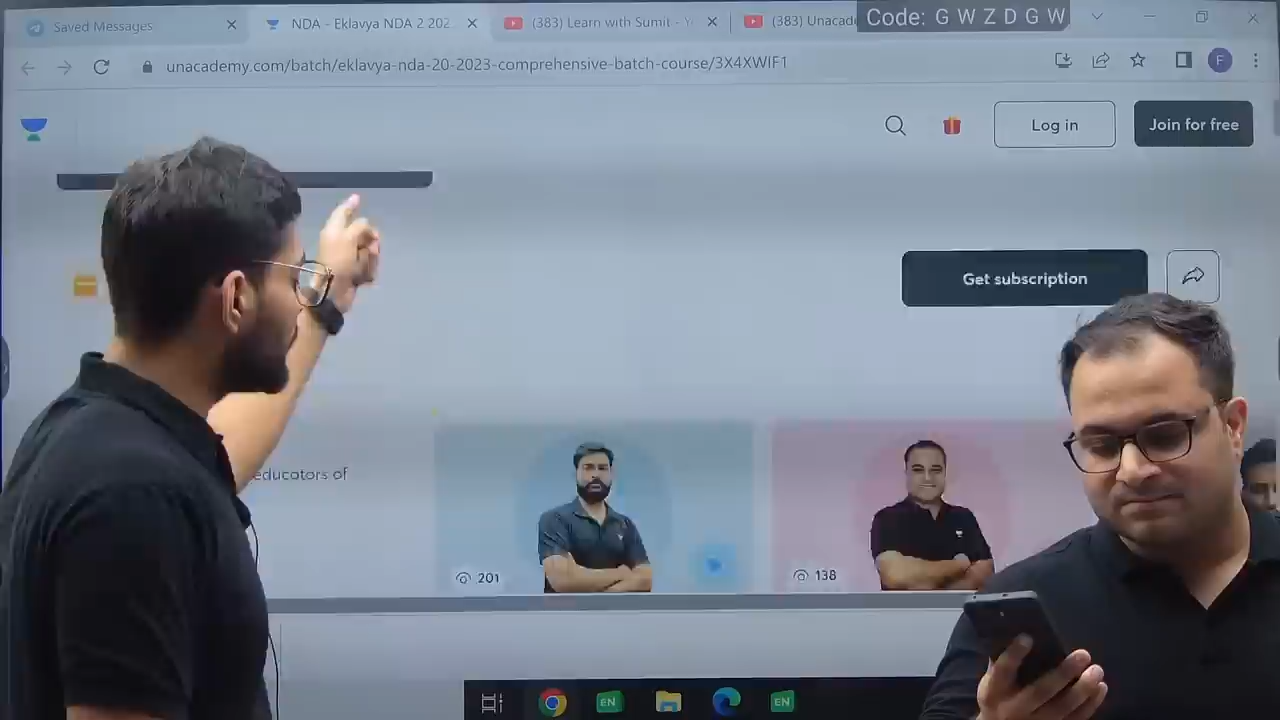 Saved Messages
NDA - Eklavya NDA 2 202
(383) Learn with Sumit - Y
(383) Unacade
Code: G W Z D G W
unacademy.com/batch/eklavya-nda-20-2023-comprehensive-batch-course/3X4XWIF1
F
Log in
Join for free
Get subscription
educators of
201
138
EN
EN